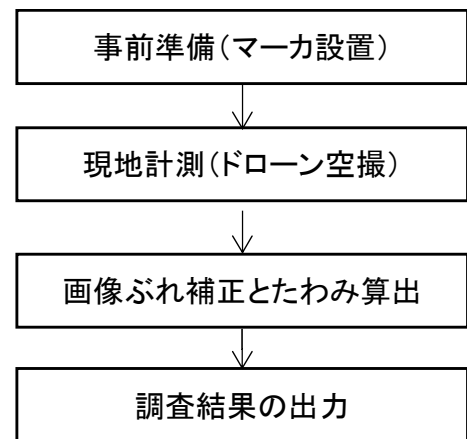 事前準備（マーカ設置）
現地計測（ドローン空撮）
画像ぶれ補正とたわみ算出
調査結果の出力